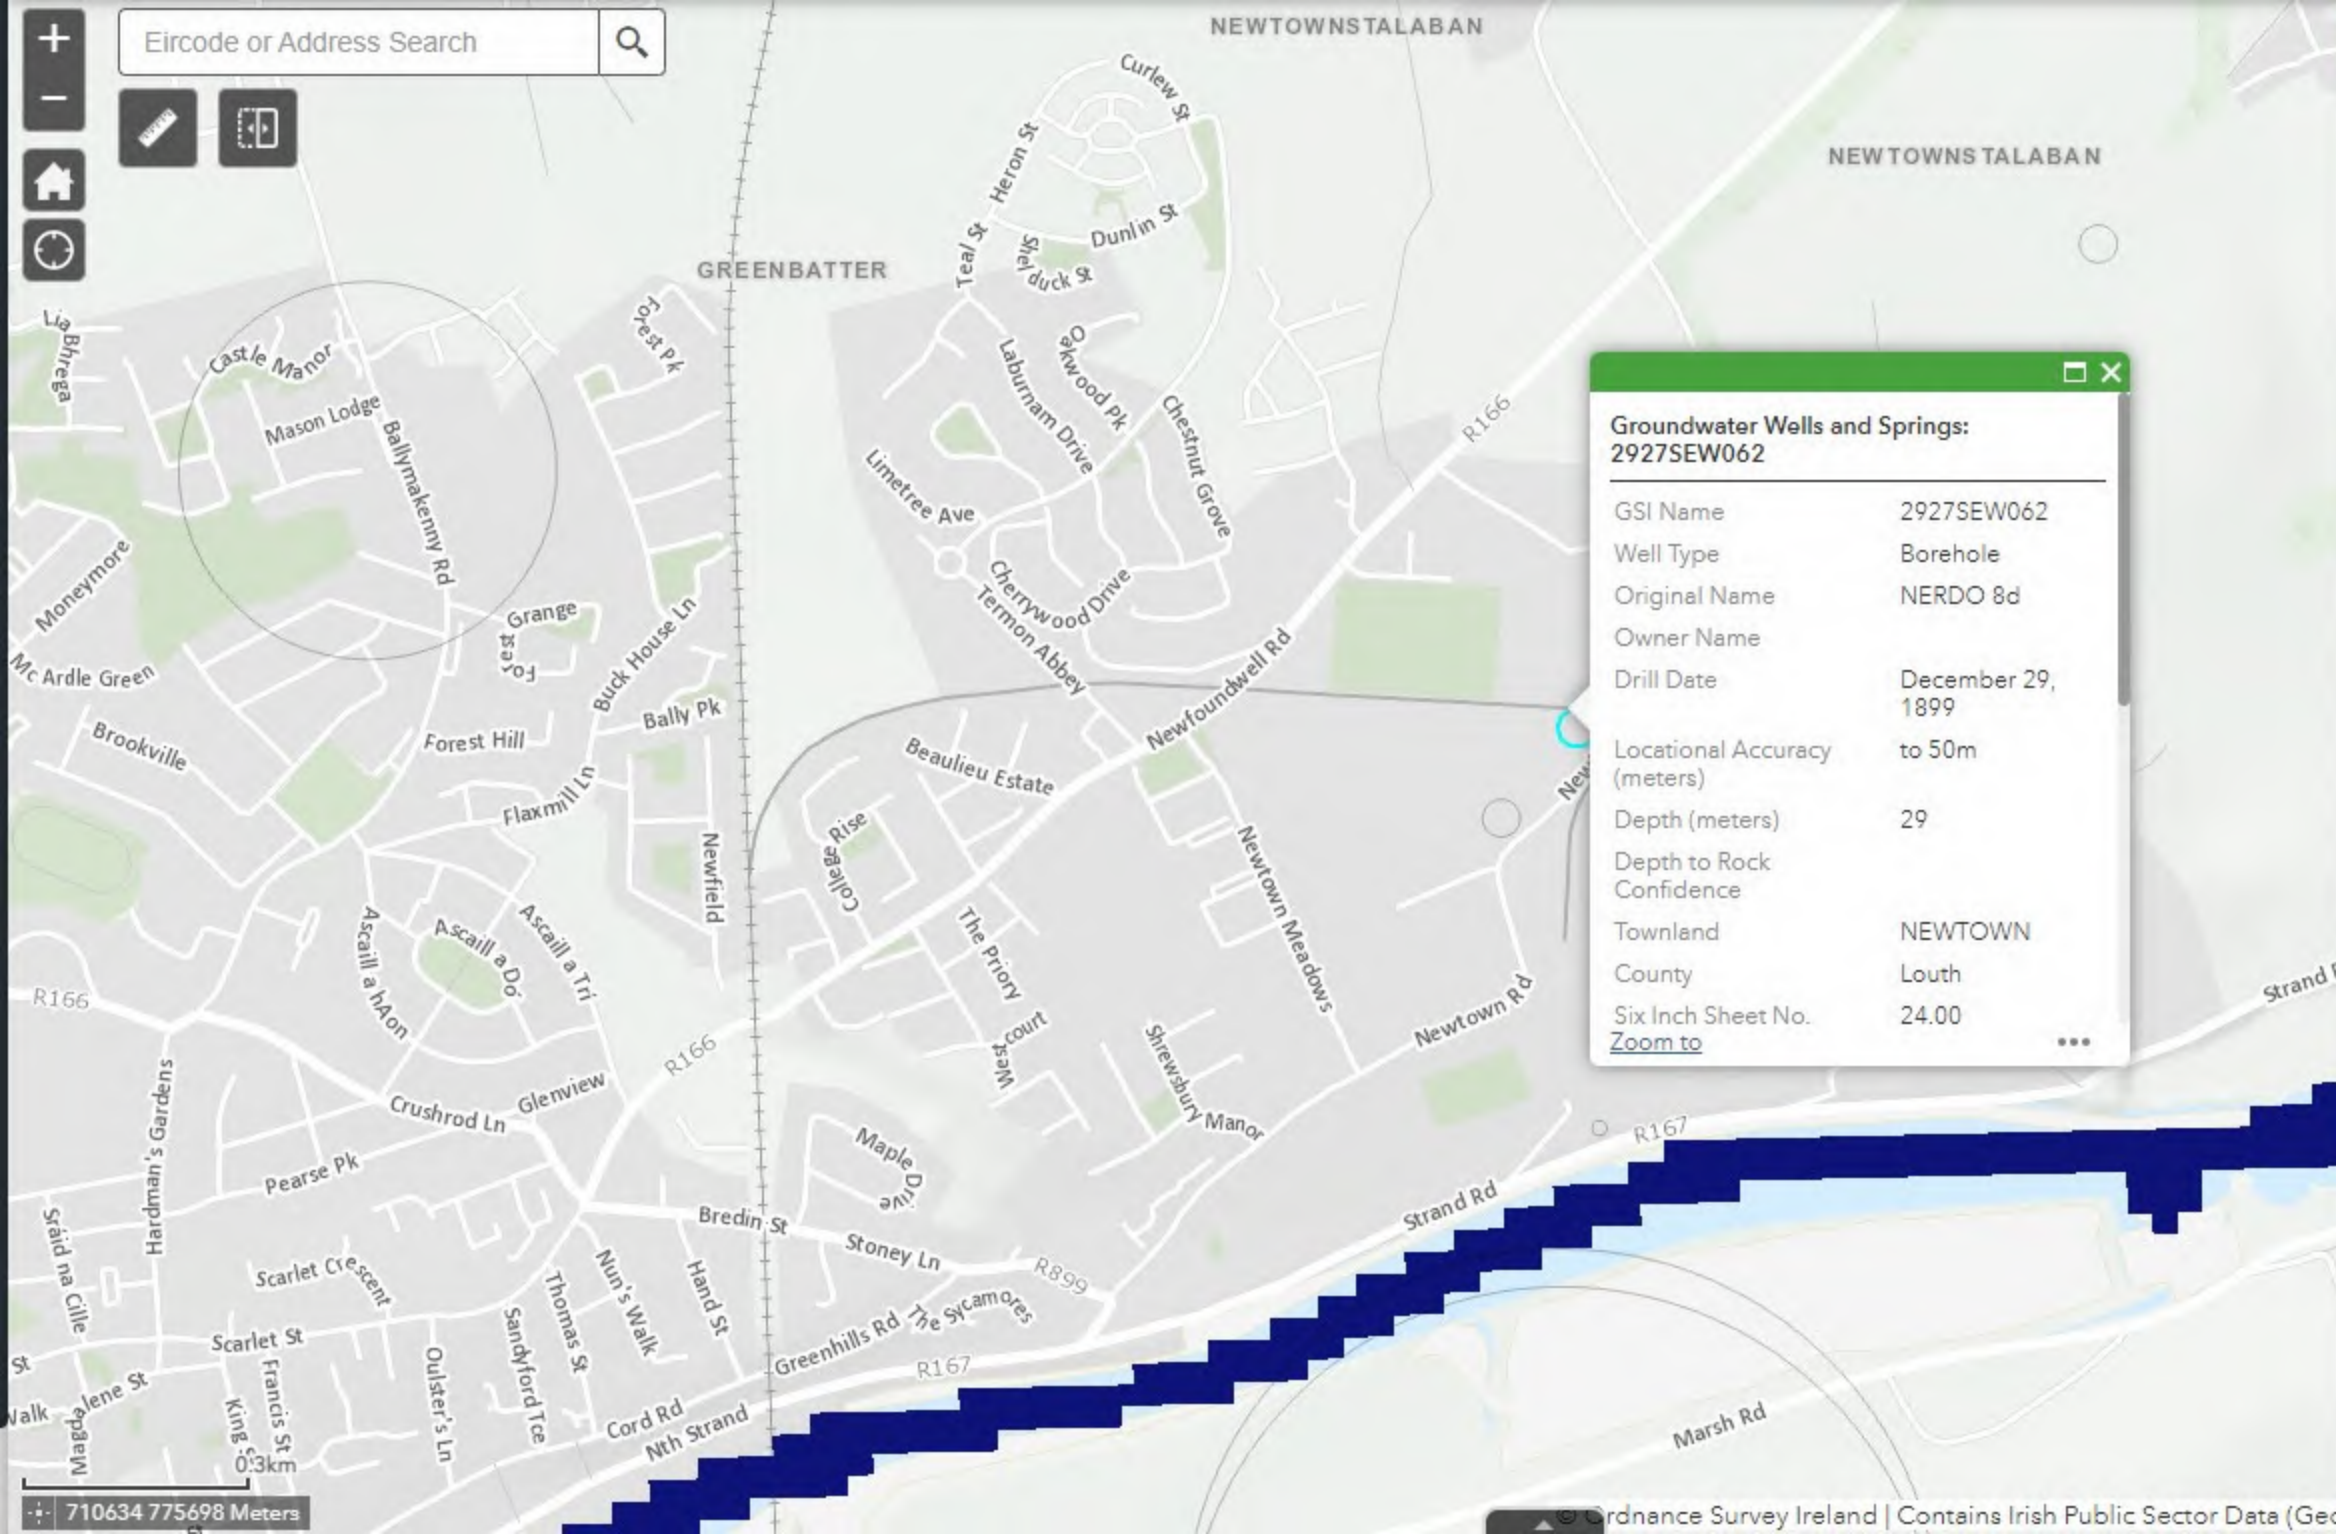 +
Eircode or Address Search
−
NEWTOWNSTALABAN
NEWTOWNSTALABAN
GREENBATTER
Curlew St
Heron St
Dunlin St
Teal St
Shelduck St
Forest Pk
Lia Bhrega
Castle Manor
Mason Lodge
Ballymakenny Rd
Oakwood Pk
Laburnam Drive
Chestnut Grove
R166
Limetree Ave
Cherrywood Drive
Termon Abbey
Moneymore
Grange
Forest
Buck House Ln
Mc Ardle Green
Bally Pk
Newfoundwell Rd
Brookville
Forest Hill
Beaulieu Estate
Flaxmill Ln
Newfield
College Rise
Newtown Meadows
New
Ascaill a hAon
Ascaill a Dó
Ascaill a Trí
The Priory
R166
R166
West court
Shrewsbury Manor
Newtown Rd
Strand
Hardman's Gardens
Crushrod Ln
Glenview
Pearse Pk
Maple Drive
R167
Strand Rd
Bredin St
Stoney Ln
R899
Sráid na Cille
Scarlet Crescent
Scarlet St
Thomas St
Nun's Walk
Hand St
Sandyford Tce
Greenhills Rd
The Sycamores
R167
Oulster's Ln
Francis St
King S
St
Walk
Magdalene St
Cord Rd
Nth Strand
Marsh Rd
Groundwater Wells and Springs:
2927SEW062
GSI Name 2927SEW062
Well Type Borehole
Original Name NERDO 8d
Owner Name
Drill Date December 29,
1899
Locational Accuracy to 50m
(meters)
Depth (meters) 29
Depth to Rock
Confidence
Townland NEWTOWN
County Louth
Six Inch Sheet No. 24.00
Zoom to
0.3km
710634 775698 Meters
© Ordnance Survey Ireland | Contains Irish Public Sector Data (Geo